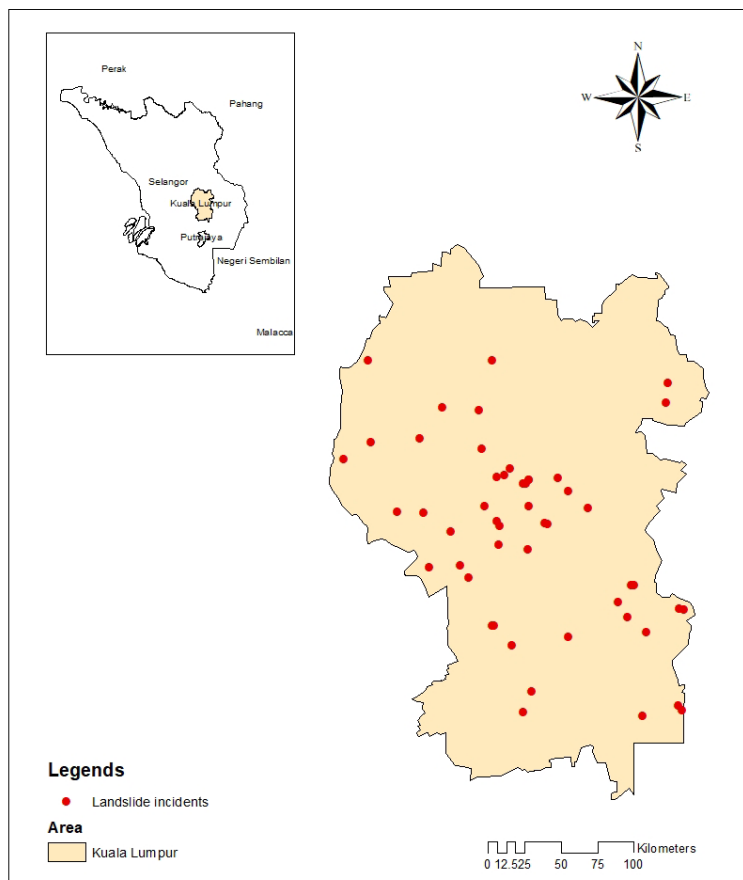 Perak
Pahang
Selangor
Kuala Lumpur
Putrajaya
Negeri Sembilan
Malacca
N
W
E
S
Legends
Landslide incidents
Area
Kuala Lumpur
Kilometers
0 12.525 50 75 100